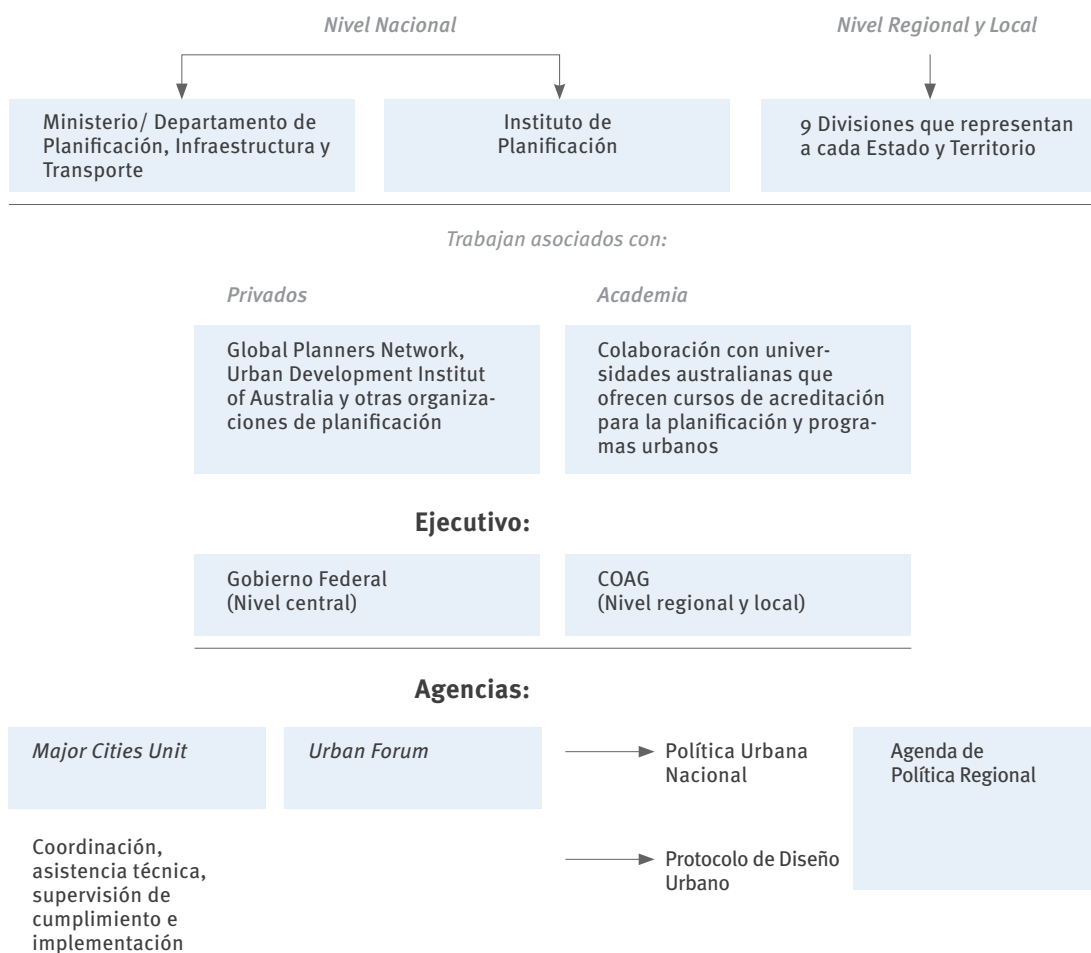 Nivel Nacional
Nivel Regional y Local
Ministerio/ Departamento de
Planificación, Infraestructura y
Transporte
Instituto de
Planificación
9 Divisiones que representan
a cada Estado y Territorio
Trabajan asociados con:
Privados
Academia
Global Planners Network,
Urban Development Institut
of Australia y otras organiza-
ciones de planificación
Colaboración con univer-
sidades australianas que
ofrecen cursos de acreditación
para la planificación y progra-
mas urbanos
Ejecutivo:
Gobierno Federal
(Nivel central)
COAG
(Nivel regional y local)
Agencias:
Major Cities Unit
Urban Forum
Política Urbana
Nacional
Agenda de
Política Regional
Coordinación,
asistencia técnica,
supervisión de
cumplimiento e
implementación
Protocolo de Diseño
Urbano